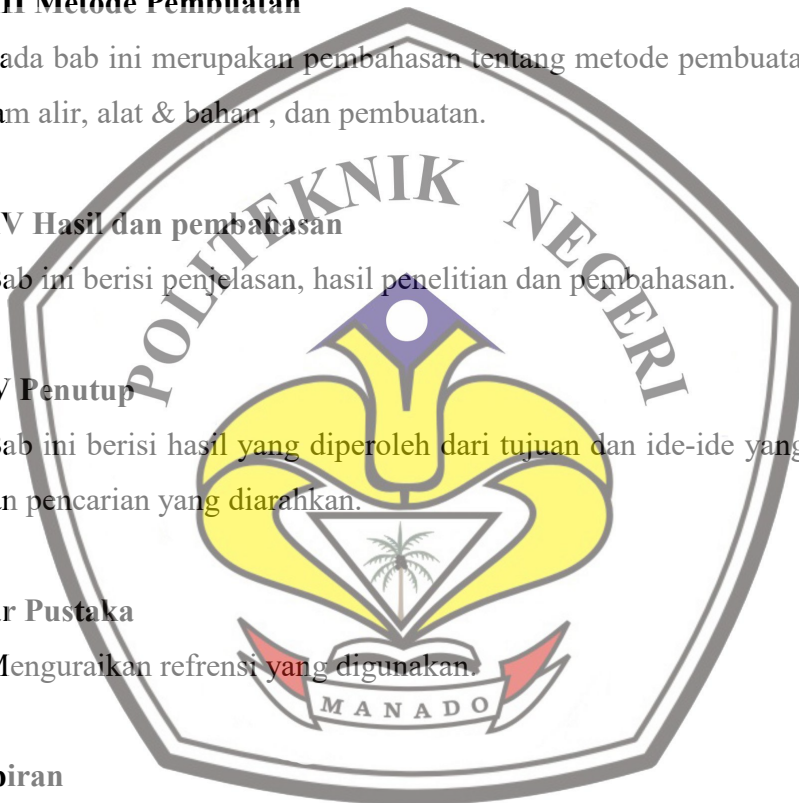 II Metode Pembuatan
ada bab ini merupakan pembahasan tentang metode pembuata
am alir, alat & bahan , dan pembuatan.
POLITEKNIK NEGERI
V Hasil dan pembahasan
Bab ini berisi penjelasan, hasil penelitian dan pembahasan.
V Penutup
Bab ini berisi hasil yang diperoleh dari tujuan dan ide-ide yang
n pencarian yang diarahkan.
r Pustaka
Menguraikan refrensi yang digunakan.
MANADO
piran